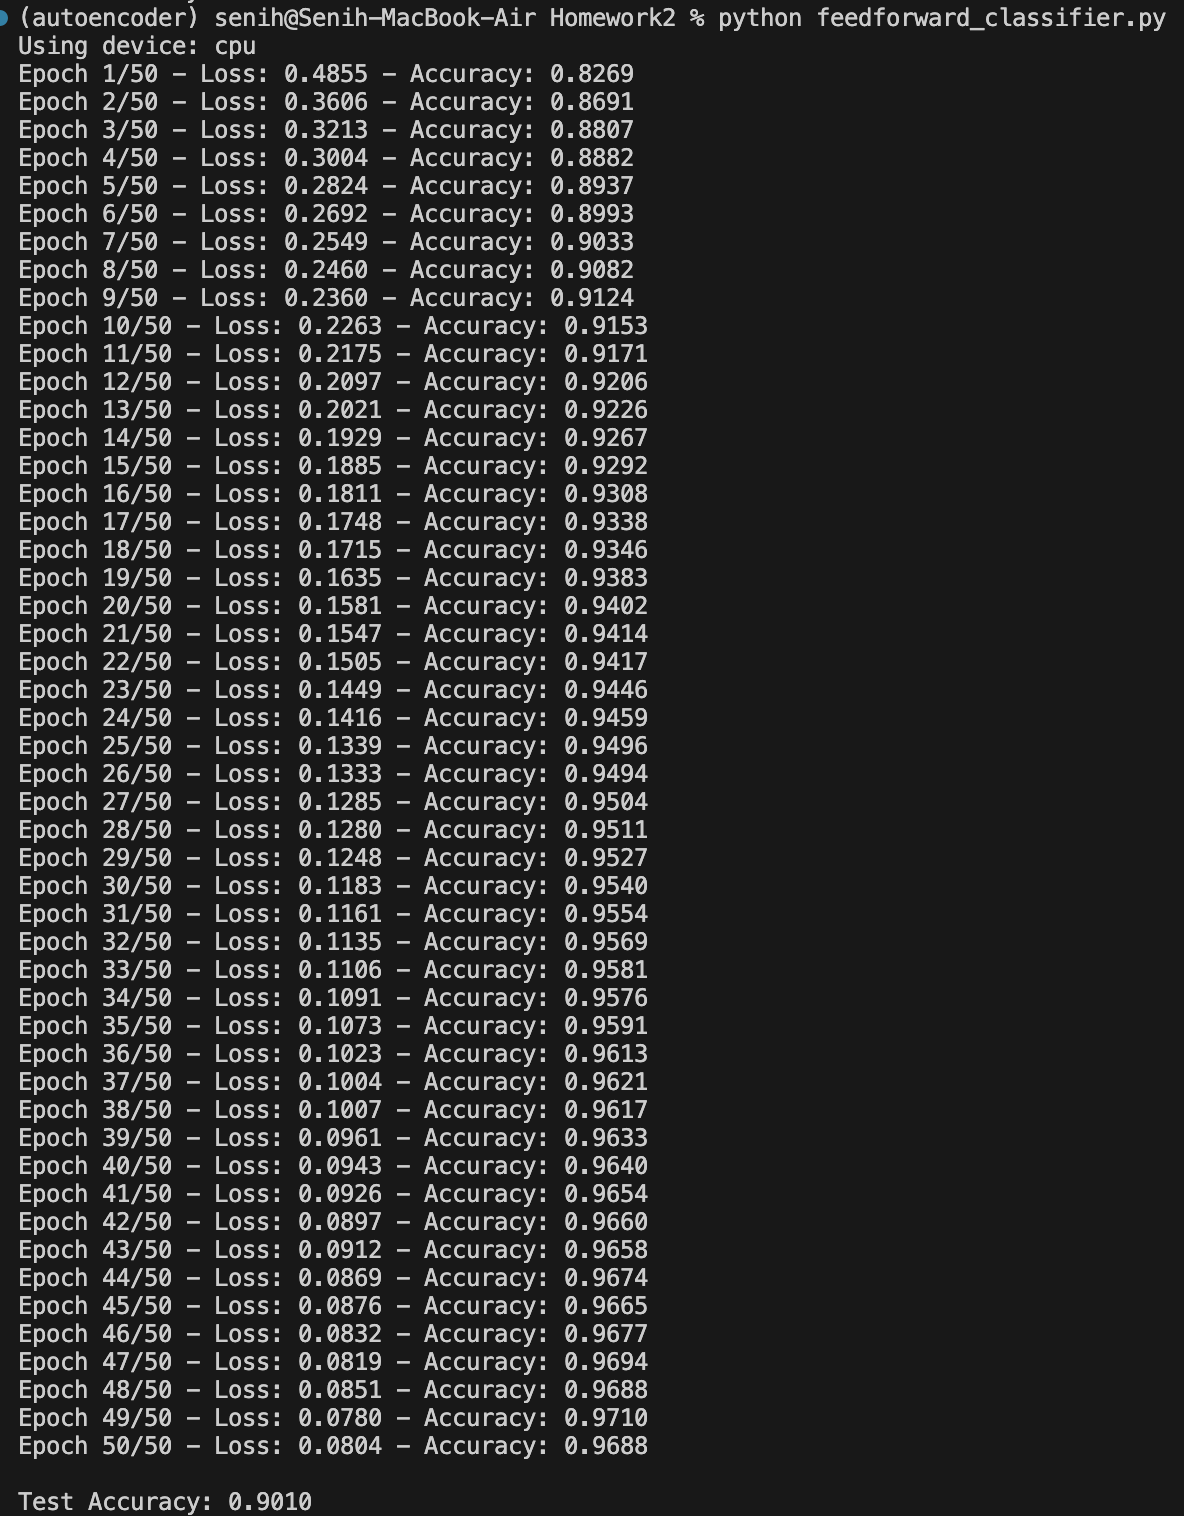 (autoencoder) senih@Senih-MacBook-Air Homework2 % python feedforward_classifier.py
Using device: cpu
Epoch 1/50 – Loss: 0.4855 – Accuracy: 0.8269
Epoch 2/50 – Loss: 0.3606 – Accuracy: 0.8691
Epoch 3/50 – Loss: 0.3213 – Accuracy: 0.8807
Epoch 4/50 – Loss: 0.3004 – Accuracy: 0.8882
Epoch 5/50 – Loss: 0.2824 – Accuracy: 0.8937
Epoch 6/50 – Loss: 0.2692 – Accuracy: 0.8993
Epoch 7/50 – Loss: 0.2549 – Accuracy: 0.9033
Epoch 8/50 – Loss: 0.2460 – Accuracy: 0.9082
Epoch 9/50 – Loss: 0.2360 – Accuracy: 0.9124
Epoch 10/50 – Loss: 0.2263 – Accuracy: 0.9153
Epoch 11/50 – Loss: 0.2175 – Accuracy: 0.9171
Epoch 12/50 – Loss: 0.2097 – Accuracy: 0.9206
Epoch 13/50 – Loss: 0.2021 – Accuracy: 0.9226
Epoch 14/50 – Loss: 0.1929 – Accuracy: 0.9267
Epoch 15/50 – Loss: 0.1885 – Accuracy: 0.9292
Epoch 16/50 – Loss: 0.1811 – Accuracy: 0.9308
Epoch 17/50 – Loss: 0.1748 – Accuracy: 0.9338
Epoch 18/50 – Loss: 0.1715 – Accuracy: 0.9346
Epoch 19/50 – Loss: 0.1635 – Accuracy: 0.9383
Epoch 20/50 – Loss: 0.1581 – Accuracy: 0.9402
Epoch 21/50 – Loss: 0.1547 – Accuracy: 0.9414
Epoch 22/50 – Loss: 0.1505 – Accuracy: 0.9417
Epoch 23/50 – Loss: 0.1449 – Accuracy: 0.9446
Epoch 24/50 – Loss: 0.1416 – Accuracy: 0.9459
Epoch 25/50 – Loss: 0.1339 – Accuracy: 0.9496
Epoch 26/50 – Loss: 0.1333 – Accuracy: 0.9494
Epoch 27/50 – Loss: 0.1285 – Accuracy: 0.9504
Epoch 28/50 – Loss: 0.1280 – Accuracy: 0.9511
Epoch 29/50 – Loss: 0.1248 – Accuracy: 0.9527
Epoch 30/50 – Loss: 0.1183 – Accuracy: 0.9540
Epoch 31/50 – Loss: 0.1161 – Accuracy: 0.9554
Epoch 32/50 – Loss: 0.1135 – Accuracy: 0.9569
Epoch 33/50 – Loss: 0.1106 – Accuracy: 0.9581
Epoch 34/50 – Loss: 0.1091 – Accuracy: 0.9576
Epoch 35/50 – Loss: 0.1073 – Accuracy: 0.9591
Epoch 36/50 – Loss: 0.1023 – Accuracy: 0.9613
Epoch 37/50 – Loss: 0.1004 – Accuracy: 0.9621
Epoch 38/50 – Loss: 0.1007 – Accuracy: 0.9617
Epoch 39/50 – Loss: 0.0961 – Accuracy: 0.9633
Epoch 40/50 – Loss: 0.0943 – Accuracy: 0.9640
Epoch 41/50 – Loss: 0.0926 – Accuracy: 0.9654
Epoch 42/50 – Loss: 0.0897 – Accuracy: 0.9660
Epoch 43/50 – Loss: 0.0912 – Accuracy: 0.9658
Epoch 44/50 – Loss: 0.0869 – Accuracy: 0.9674
Epoch 45/50 – Loss: 0.0876 – Accuracy: 0.9665
Epoch 46/50 – Loss: 0.0832 – Accuracy: 0.9677
Epoch 47/50 – Loss: 0.0819 – Accuracy: 0.9694
Epoch 48/50 – Loss: 0.0851 – Accuracy: 0.9688
Epoch 49/50 – Loss: 0.0780 – Accuracy: 0.9710
Epoch 50/50 – Loss: 0.0804 – Accuracy: 0.9688
Test Accuracy: 0.9010